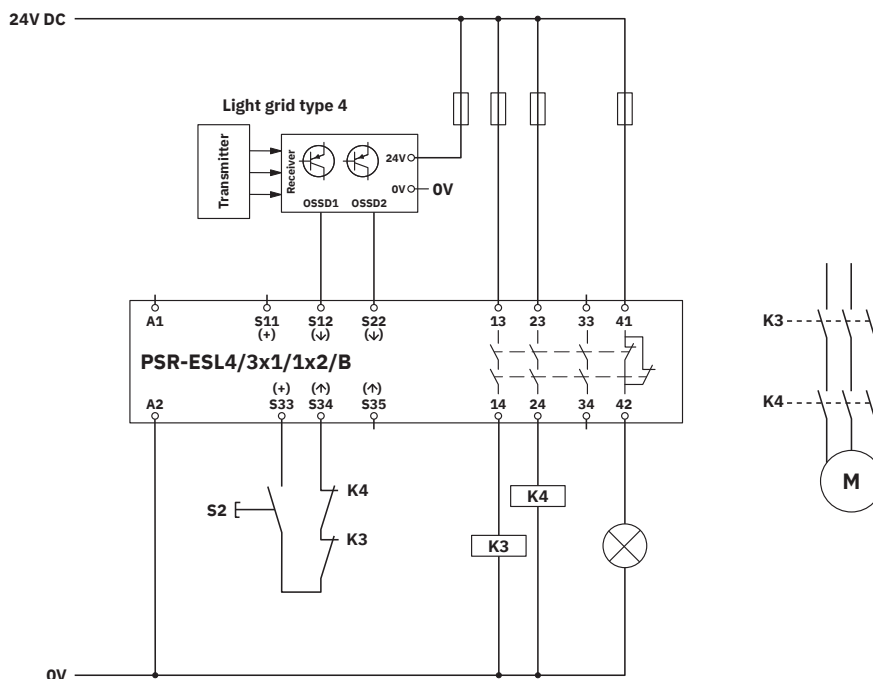 24V DC
Light grid type 4
Transmitter
Receiver
24V
0V
0V
OSSD1 OSSD2
A1 S11 S12 S22 13 23 33 41
(+) (↓) (↓)
PSR-ESL4/3x1/1x2/B
(+) (↑) (↑)
A2 S33 S34 S35 14 24 34 42
K3
K4
M
K4
S2
K3
K4
K3
0V